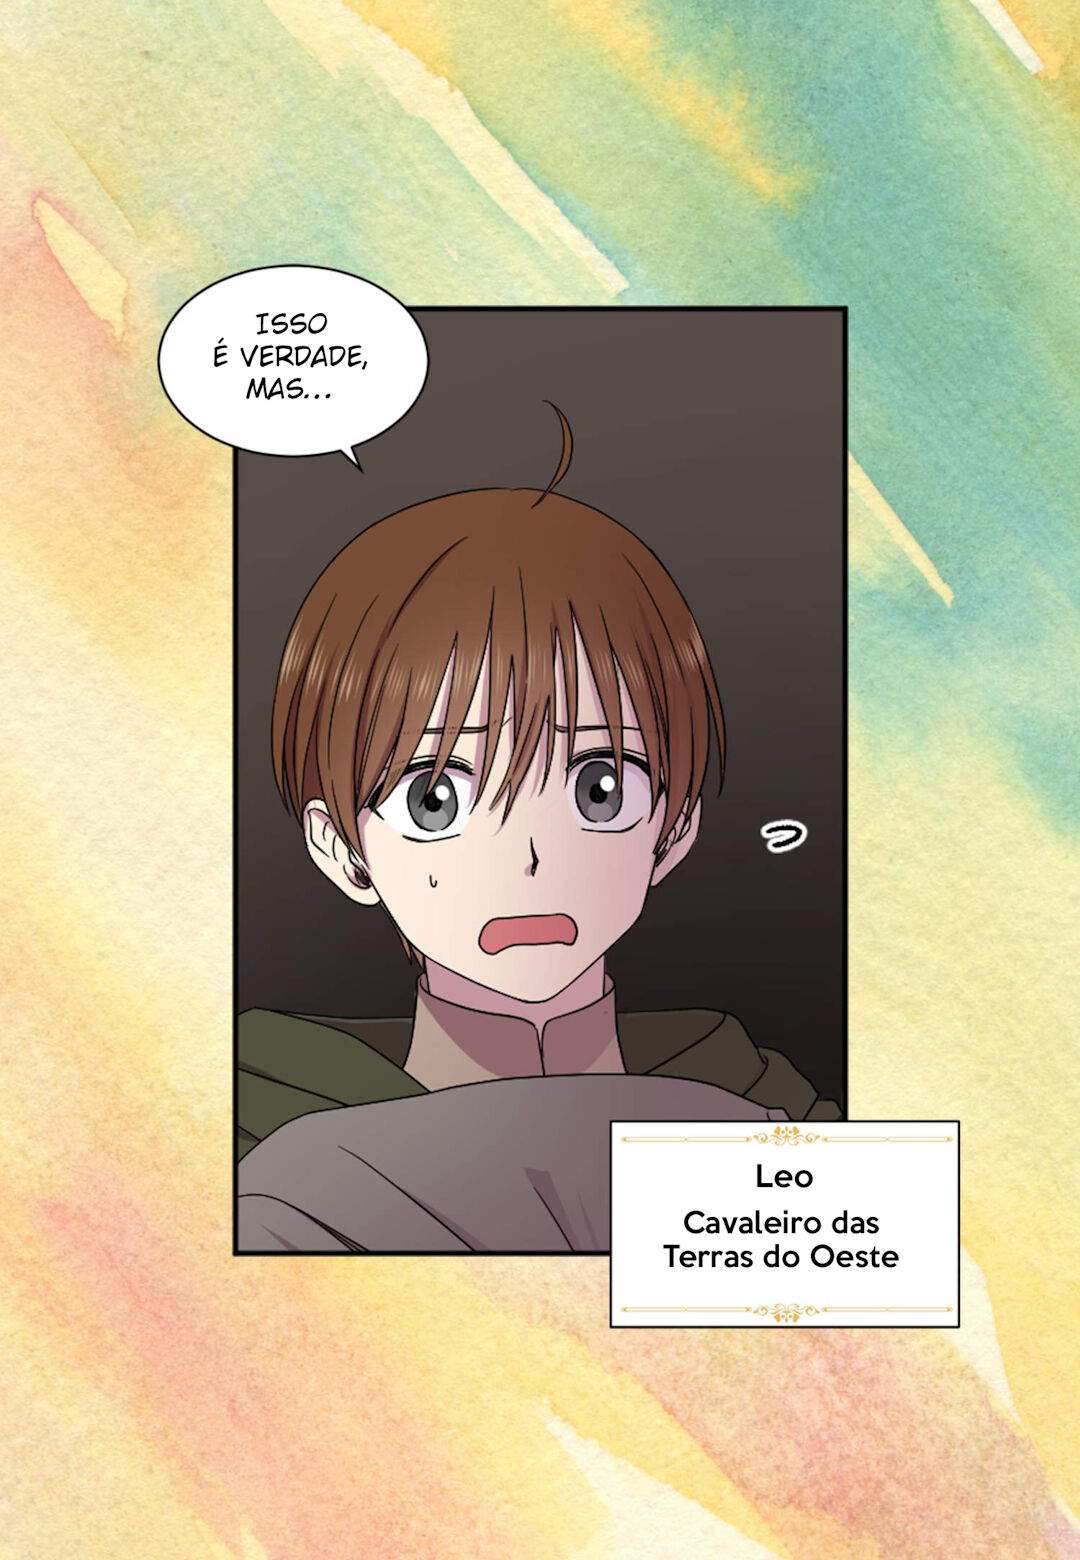 ISSO
É VERDADE,
MAS...
Leo
Cavaleiro das
Terras do Oeste